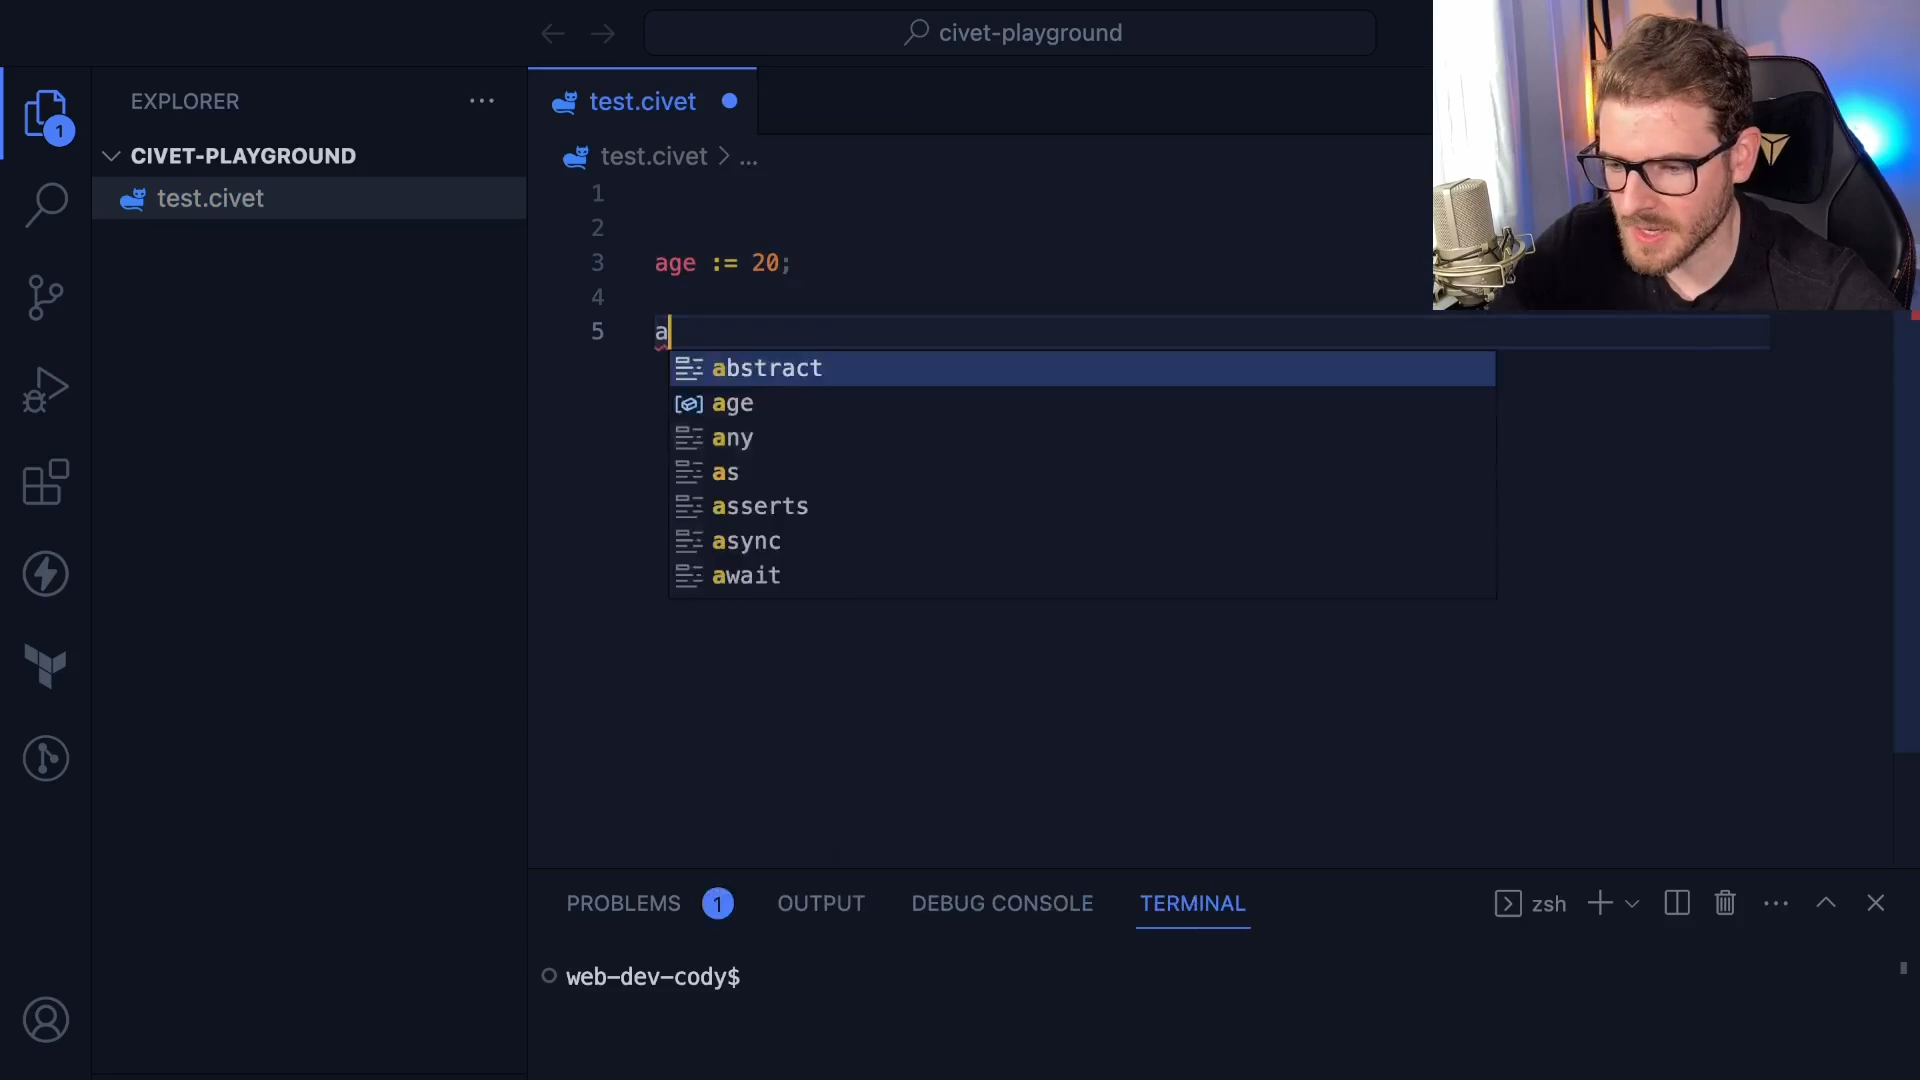 civet-playground
1
EXPLORER
CIVET-PLAYGROUND
test.civet
test.civet
test.civet > ...
1
2
3 age := 20;
4
5 a
abstract
age
any
as
asserts
async
await
PROBLEMS 1 OUTPUT DEBUG CONSOLE TERMINAL
zsh
web-dev-cody$